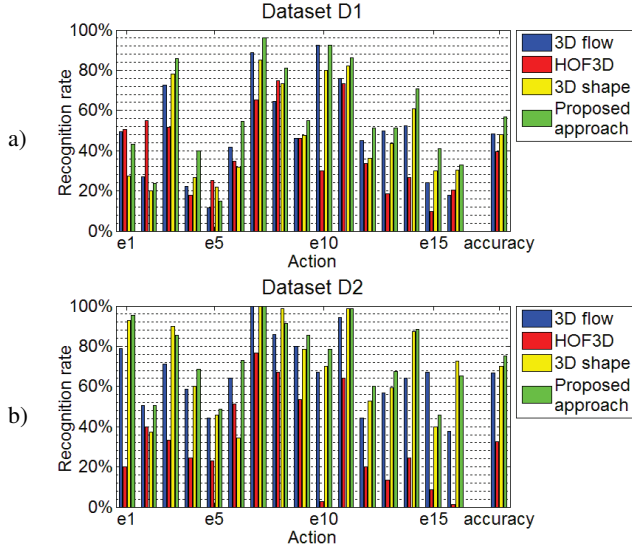 Dataset D1
a)
Recognition rate
100%
80%
60%
40%
20%
0%
e1 e5 e10 e15 accuracy
Action
3D flow
HOF3D
3D shape
Proposed
approach
Dataset D2
b)
Recognition rate
100%
80%
60%
40%
20%
0%
e1 e5 e10 e15 accuracy
Action
3D flow
HOF3D
3D shape
Proposed
approach